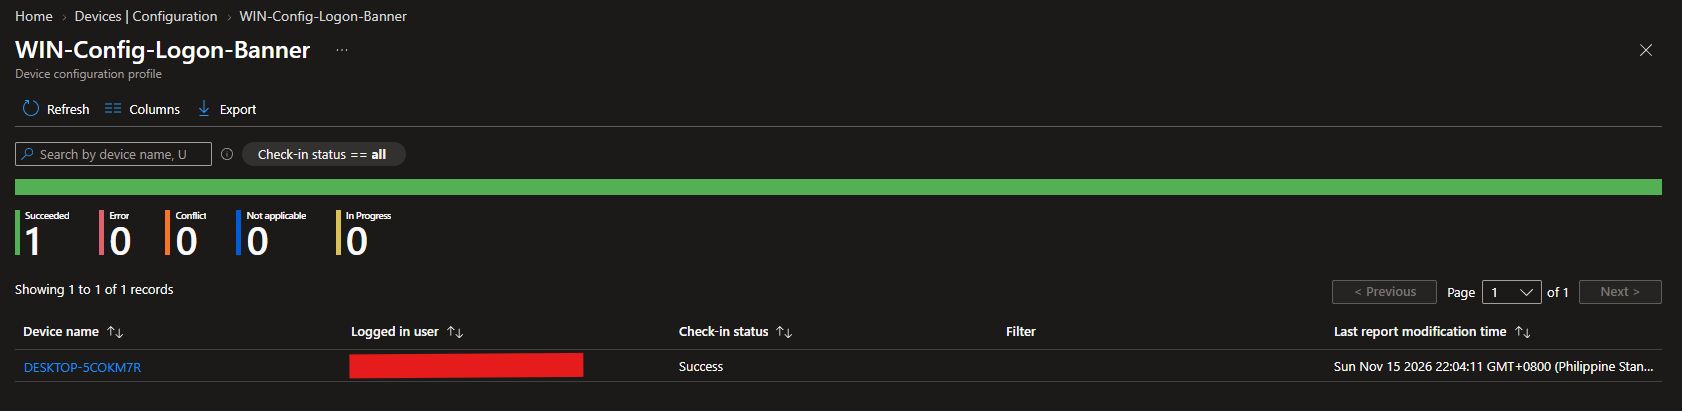 Home > Devices | Configuration > WIN-Config-Logon-Banner
WIN-Config-Logon-Banner ...
Device configuration profile
Refresh Columns Export
Search by device name, U Check-in status == all
Succeeded Error Conflict Not applicable In Progress
1 0 0 0 0
Showing 1 to 1 of 1 records < Previous Page 1 of 1 Next >
Device name Logged in user Check-in status Filter Last report modification time
DESKTOP-5COKM7R Success Sun Nov 15 2026 22:04:11 GMT+0800 (Philippine Stan...